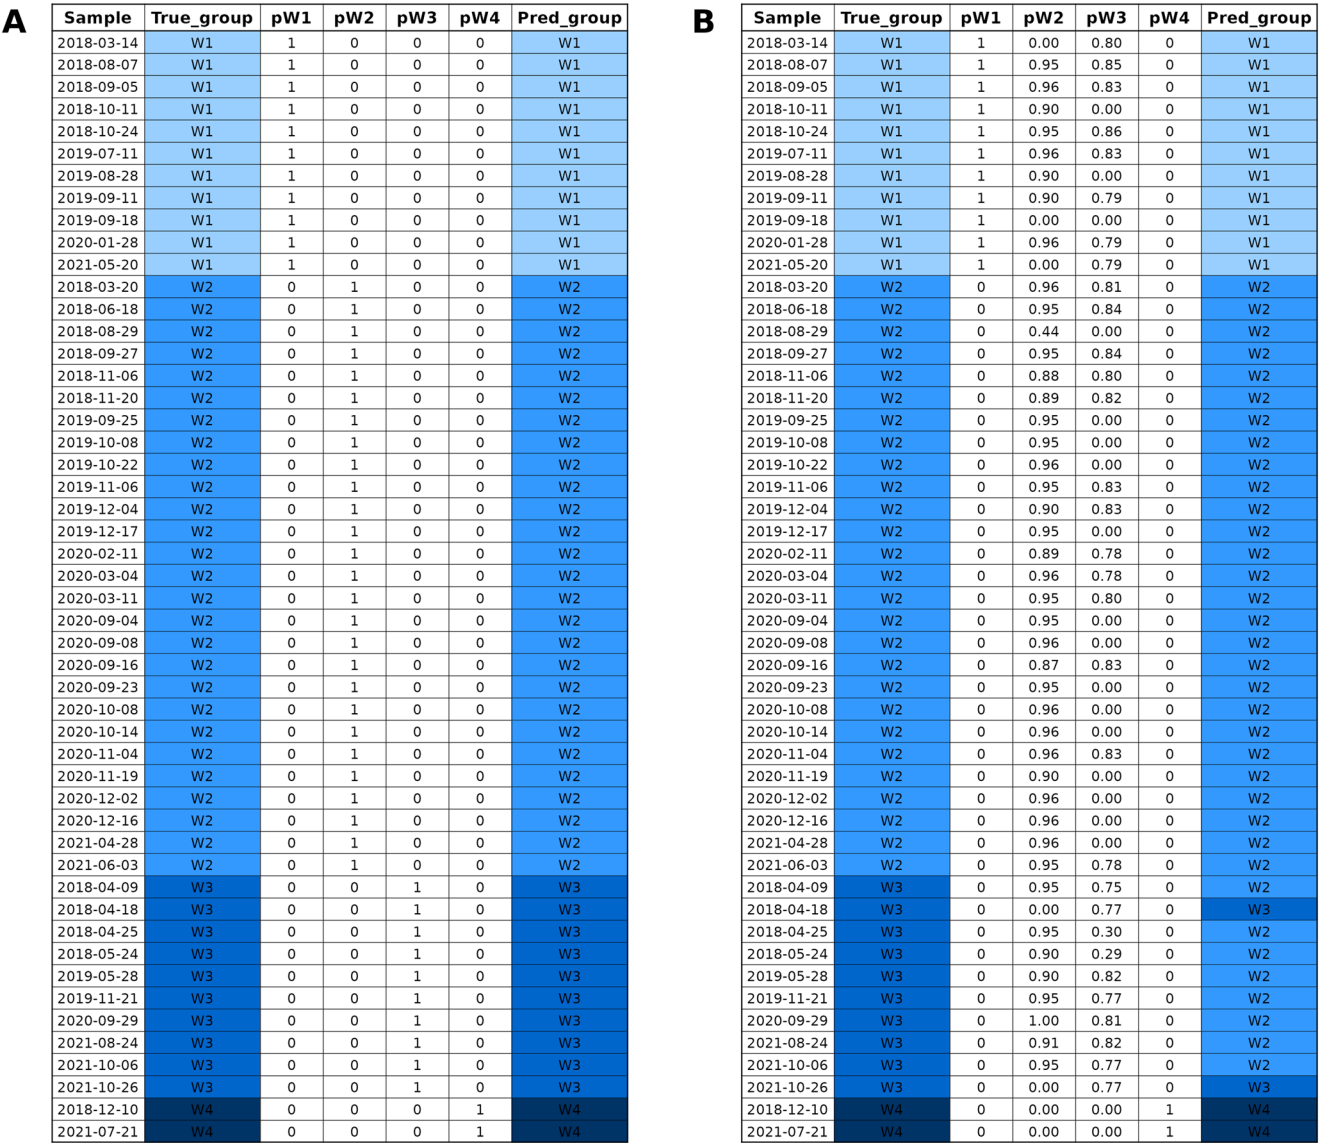 A
Sample True_group pW1 pW2 pW3 pW4 Pred_group
2018-03-14 W1 1 0 0 0 W1
2018-08-07 W1 1 0 0 0 W1
2018-09-05 W1 1 0 0 0 W1
2018-10-11 W1 1 0 0 0 W1
2018-10-24 W1 1 0 0 0 W1
2019-07-11 W1 1 0 0 0 W1
2019-08-28 W1 1 0 0 0 W1
2019-09-11 W1 1 0 0 0 W1
2019-09-18 W1 1 0 0 0 W1
2020-01-28 W1 1 0 0 0 W1
2021-05-20 W1 1 0 0 0 W1
2018-03-20 W2 0 1 0 0 W2
2018-06-18 W2 0 1 0 0 W2
2018-08-29 W2 0 1 0 0 W2
2018-09-27 W2 0 1 0 0 W2
2018-11-06 W2 0 1 0 0 W2
2018-11-20 W2 0 1 0 0 W2
2019-09-25 W2 0 1 0 0 W2
2019-10-08 W2 0 1 0 0 W2
2019-10-22 W2 0 1 0 0 W2
2019-11-06 W2 0 1 0 0 W2
2019-12-04 W2 0 1 0 0 W2
2019-12-17 W2 0 1 0 0 W2
2020-02-11 W2 0 1 0 0 W2
2020-03-04 W2 0 1 0 0 W2
2020-03-11 W2 0 1 0 0 W2
2020-09-04 W2 0 1 0 0 W2
2020-09-08 W2 0 1 0 0 W2
2020-09-16 W2 0 1 0 0 W2
2020-09-23 W2 0 1 0 0 W2
2020-10-08 W2 0 1 0 0 W2
2020-10-14 W2 0 1 0 0 W2
2020-11-04 W2 0 1 0 0 W2
2020-11-19 W2 0 1 0 0 W2
2020-12-02 W2 0 1 0 0 W2
2020-12-16 W2 0 1 0 0 W2
2021-04-28 W2 0 1 0 0 W2
2021-06-03 W2 0 1 0 0 W2
2018-04-09 W3 0 0 1 0 W3
2018-04-18 W3 0 0 1 0 W3
2018-04-25 W3 0 0 1 0 W3
2018-05-24 W3 0 0 1 0 W3
2019-05-28 W3 0 0 1 0 W3
2019-11-21 W3 0 0 1 0 W3
2020-09-29 W3 0 0 1 0 W3
2021-08-24 W3 0 0 1 0 W3
2021-10-06 W3 0 0 1 0 W3
2021-10-26 W3 0 0 1 0 W3
2018-12-10 W4 0 0 0 1 W4
2021-07-21 W4 0 0 0 1 W4
B
Sample True_group pW1 pW2 pW3 pW4 Pred_group
2018-03-14 W1 1 0.00 0.80 0 W1
2018-08-07 W1 1 0.95 0.85 0 W1
2018-09-05 W1 1 0.96 0.83 0 W1
2018-10-11 W1 1 0.90 0.00 0 W1
2018-10-24 W1 1 0.95 0.86 0 W1
2019-07-11 W1 1 0.96 0.83 0 W1
2019-08-28 W1 1 0.90 0.00 0 W1
2019-09-11 W1 1 0.90 0.79 0 W1
2019-09-18 W1 1 0.00 0.00 0 W1
2020-01-28 W1 1 0.96 0.79 0 W1
2021-05-20 W1 1 0.00 0.79 0 W1
2018-03-20 W2 0 0.96 0.81 0 W2
2018-06-18 W2 0 0.95 0.84 0 W2
2018-08-29 W2 0 0.44 0.00 0 W2
2018-09-27 W2 0 0.95 0.84 0 W2
2018-11-06 W2 0 0.88 0.80 0 W2
2018-11-20 W2 0 0.89 0.82 0 W2
2019-09-25 W2 0 0.95 0.00 0 W2
2019-10-08 W2 0 0.95 0.00 0 W2
2019-10-22 W2 0 0.96 0.00 0 W2
2019-11-06 W2 0 0.95 0.83 0 W2
2019-12-04 W2 0 0.90 0.83 0 W2
2019-12-17 W2 0 0.95 0.00 0 W2
2020-02-11 W2 0 0.89 0.78 0 W2
2020-03-04 W2 0 0.96 0.78 0 W2
2020-03-11 W2 0 0.95 0.80 0 W2
2020-09-04 W2 0 0.95 0.00 0 W2
2020-09-08 W2 0 0.96 0.00 0 W2
2020-09-16 W2 0 0.87 0.83 0 W2
2020-09-23 W2 0 0.95 0.00 0 W2
2020-10-08 W2 0 0.96 0.00 0 W2
2020-10-14 W2 0 0.96 0.00 0 W2
2020-11-04 W2 0 0.96 0.83 0 W2
2020-11-19 W2 0 0.90 0.00 0 W2
2020-12-02 W2 0 0.96 0.00 0 W2
2020-12-16 W2 0 0.96 0.00 0 W2
2021-04-28 W2 0 0.96 0.00 0 W2
2021-06-03 W2 0 0.95 0.78 0 W2
2018-04-09 W3 0 0.95 0.75 0 W2
2018-04-18 W3 0 0.00 0.77 0 W3
2018-04-25 W3 0 0.95 0.30 0 W2
2018-05-24 W3 0 0.90 0.29 0 W2
2019-05-28 W3 0 0.90 0.82 0 W2
2019-11-21 W3 0 0.95 0.77 0 W2
2020-09-29 W3 0 1.00 0.81 0 W2
2021-08-24 W3 0 0.91 0.82 0 W2
2021-10-06 W3 0 0.95 0.77 0 W2
2021-10-26 W3 0 0.00 0.77 0 W3
2018-12-10 W4 0 0.00 0.00 1 W4
2021-07-21 W4 0 0.00 0.00 1 W4